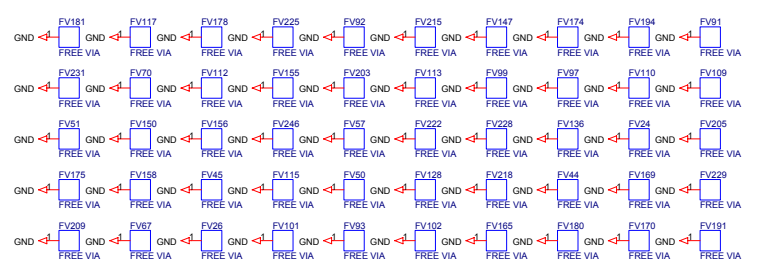 FV181 FV117 FV178 FV225 FV92 FV215 FV147 FV174 FV194 FV91
GND 1 GND 1 GND 1 GND 1 GND 1 GND 1 GND 1 GND 1 GND 1 GND 1
FREE VIA FREE VIA FREE VIA FREE VIA FREE VIA FREE VIA FREE VIA FREE VIA FREE VIA FREE VIA
FV231 FV70 FV112 FV155 FV203 FV113 FV99 FV97 FV110 FV109
GND 1 GND 1 GND 1 GND 1 GND 1 GND 1 GND 1 GND 1 GND 1 GND 1
FREE VIA FREE VIA FREE VIA FREE VIA FREE VIA FREE VIA FREE VIA FREE VIA FREE VIA FREE VIA
FV51 FV150 FV156 FV246 FV57 FV222 FV228 FV136 FV24 FV205
GND 1 GND 1 GND 1 GND 1 GND 1 GND 1 GND 1 GND 1 GND 1 GND 1
FREE VIA FREE VIA FREE VIA FREE VIA FREE VIA FREE VIA FREE VIA FREE VIA FREE VIA FREE VIA
FV175 FV158 FV45 FV115 FV50 FV128 FV218 FV44 FV169 FV229
GND 1 GND 1 GND 1 GND 1 GND 1 GND 1 GND 1 GND 1 GND 1 GND 1
FREE VIA FREE VIA FREE VIA FREE VIA FREE VIA FREE VIA FREE VIA FREE VIA FREE VIA FREE VIA
FV209 FV67 FV26 FV101 FV93 FV102 FV165 FV180 FV170 FV191
GND 1 GND 1 GND 1 GND 1 GND 1 GND 1 GND 1 GND 1 GND 1 GND 1
FREE VIA FREE VIA FREE VIA FREE VIA FREE VIA FREE VIA FREE VIA FREE VIA FREE VIA FREE VIA